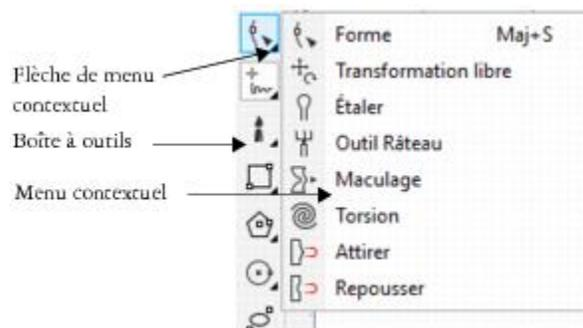 Flèche de menu
contextuel
Boîte à outils
Menu contextuel
Forme Maj+S
Transformation libre
Étaler
Outil Râteau
Maculage
Torsion
Attirer
Repousser